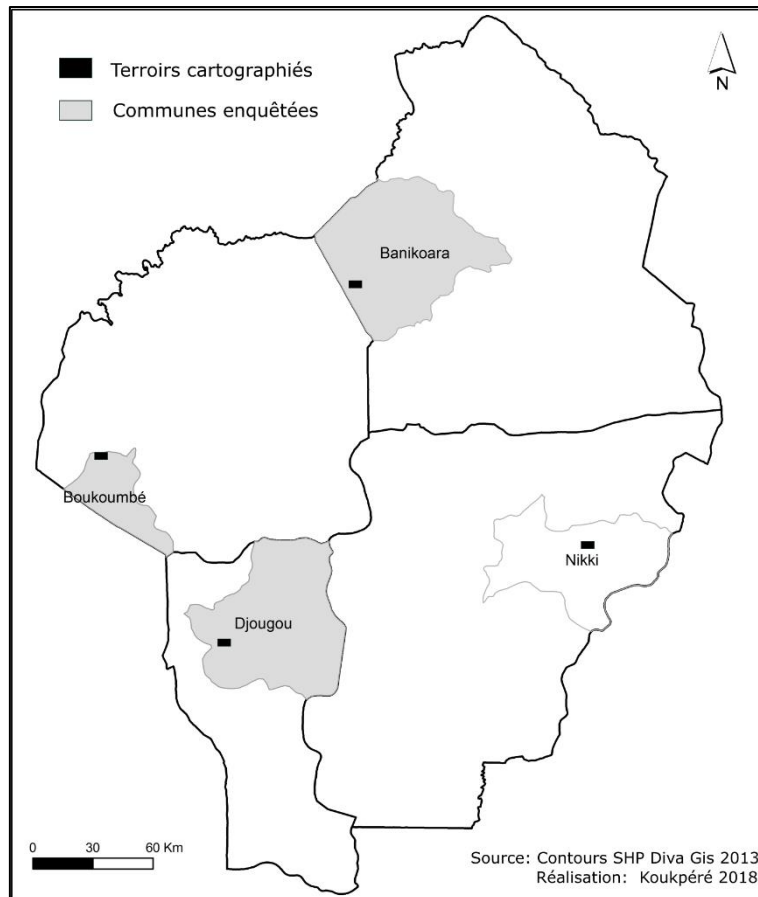 Terroirs cartographiés
N
Communes enquêtées
Banikoara
Boukoumbé
Nikki
Djougou
0 30 60 Km
Source: Contours SHP Diva Gis 2013
Réalisation: Koukpéré 2018